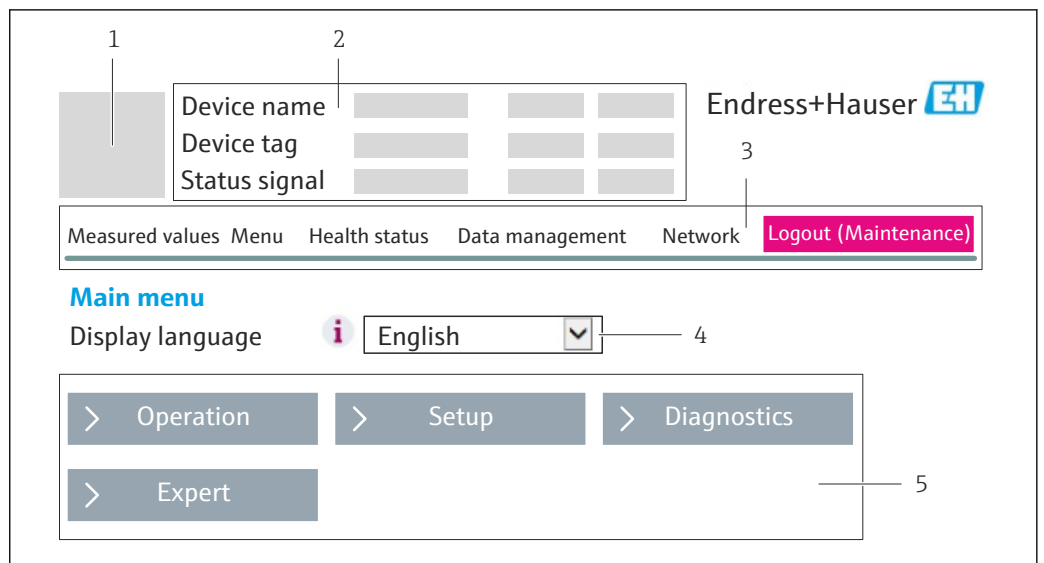 1
2
Device name
Device tag
Status signal
Endress+Hauser EH
3
Measured values Menu Health status Data management Network Logout (Maintenance)
Main menu
Display language i English
4
Operation
Setup
Diagnostics
Expert
5